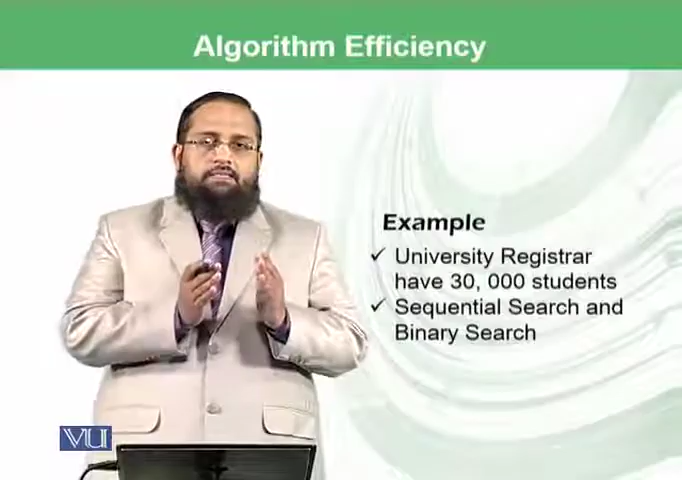 Algorithm Efficiency
Example
✓ University Registrar
have 30, 000 students
✓ Sequential Search and
Binary Search
VU